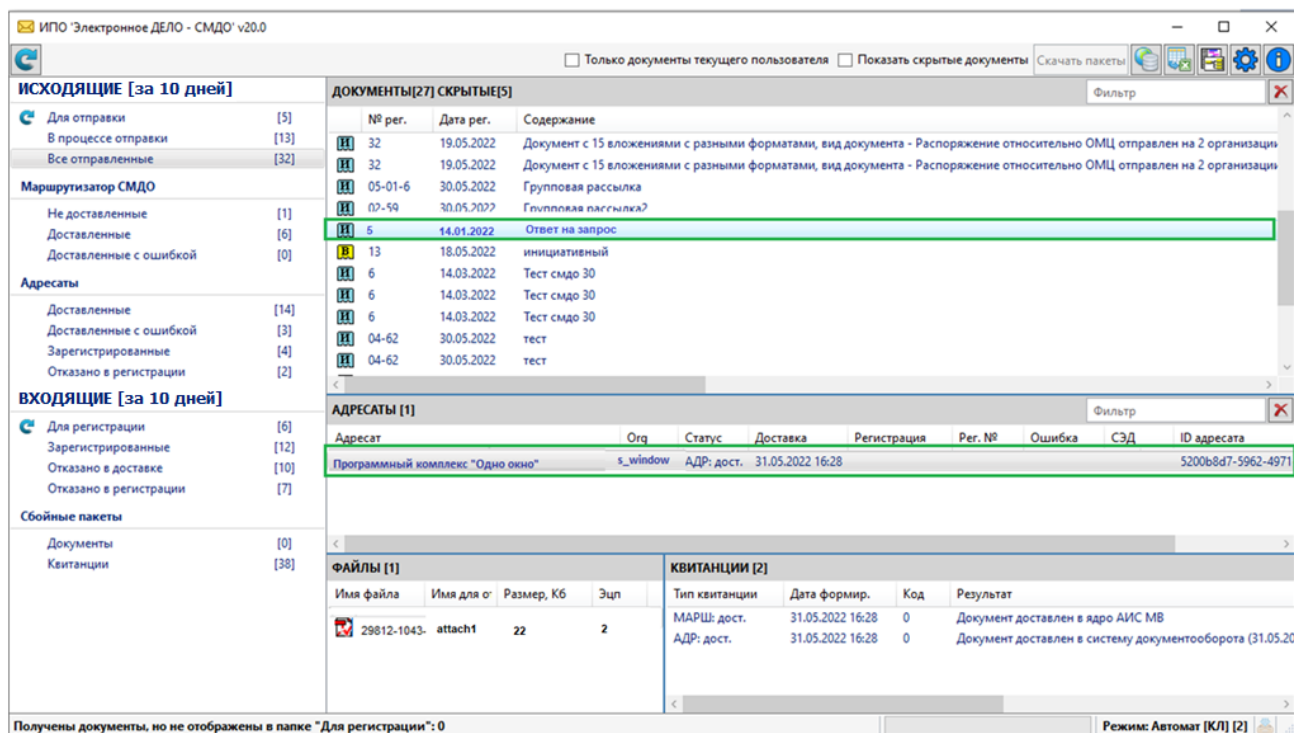 ИПО 'Электронное ДЕЛО - СМДО' v20.0
Только документы текущего пользователя Показать скрытые документы Скачать пакеты
ИСХОДЯЩИЕ [за 10 дней]
Для отправки [5]
В процессе отправки [13]
Все отправленные [32]
Маршрутизатор СМДО
Не доставленные [1]
Доставленные [6]
Доставленные с ошибкой [0]
Адресаты
Доставленные [14]
Доставленные с ошибкой [3]
Зарегистрированные [4]
Отказано в регистрации [2]
ВХОДЯЩИЕ [за 10 дней]
Для регистрации [6]
Зарегистрированные [12]
Отказано в доставке [10]
Отказано в регистрации [7]
Сбойные пакеты
Документы [0]
Квитанции [38]
ДОКУМЕНТЫ[27] СКРЫТЫЕ[5] Фильтр
№ рег. Дата рег. Содержание
И 32 19.05.2022 Документ с 15 вложениями с разными форматами, вид документа - Распоряжение относительно ОМЦ отправлен на 2 организации
И 32 19.05.2022 Документ с 15 вложениями с разными форматами, вид документа - Распоряжение относительно ОМЦ отправлен на 2 организации
И 05-01-6 30.05.2022 Групповая рассылка
И 02-59 30.05.2022 Групповая рассылка2
И 5 14.01.2022 Ответ на запрос
В 13 18.05.2022 инициативный
И 6 14.03.2022 Тест смдо 30
И 6 14.03.2022 Тест смдо 30
И 6 14.03.2022 Тест смдо 30
И 04-62 30.05.2022 тест
И 04-62 30.05.2022 тест
АДРЕСАТЫ [1] Фильтр
Адресат Org Статус Доставка Регистрация Рег. № Ошибка СЭД ID адресата
Программный комплекс "Одно окно" s_window АДР: дост. 31.05.2022 16:28 5200b8d7-5962-4971
ФАЙЛЫ [1]
Имя файла Имя для от Размер, Кб Эцп
29812-1043- attach1 22 2
КВИТАНЦИИ [2]
Тип квитанции Дата формир. Код Результат
МАРШ: дост. 31.05.2022 16:28 0 Документ доставлен в ядро АИС МВ
АДР: дост. 31.05.2022 16:28 0 Документ доставлен в систему документооборота (31.05.20
Получены документы, но не отображены в папке "Для регистрации": 0 Режим: Автомат [КЛ] [2]